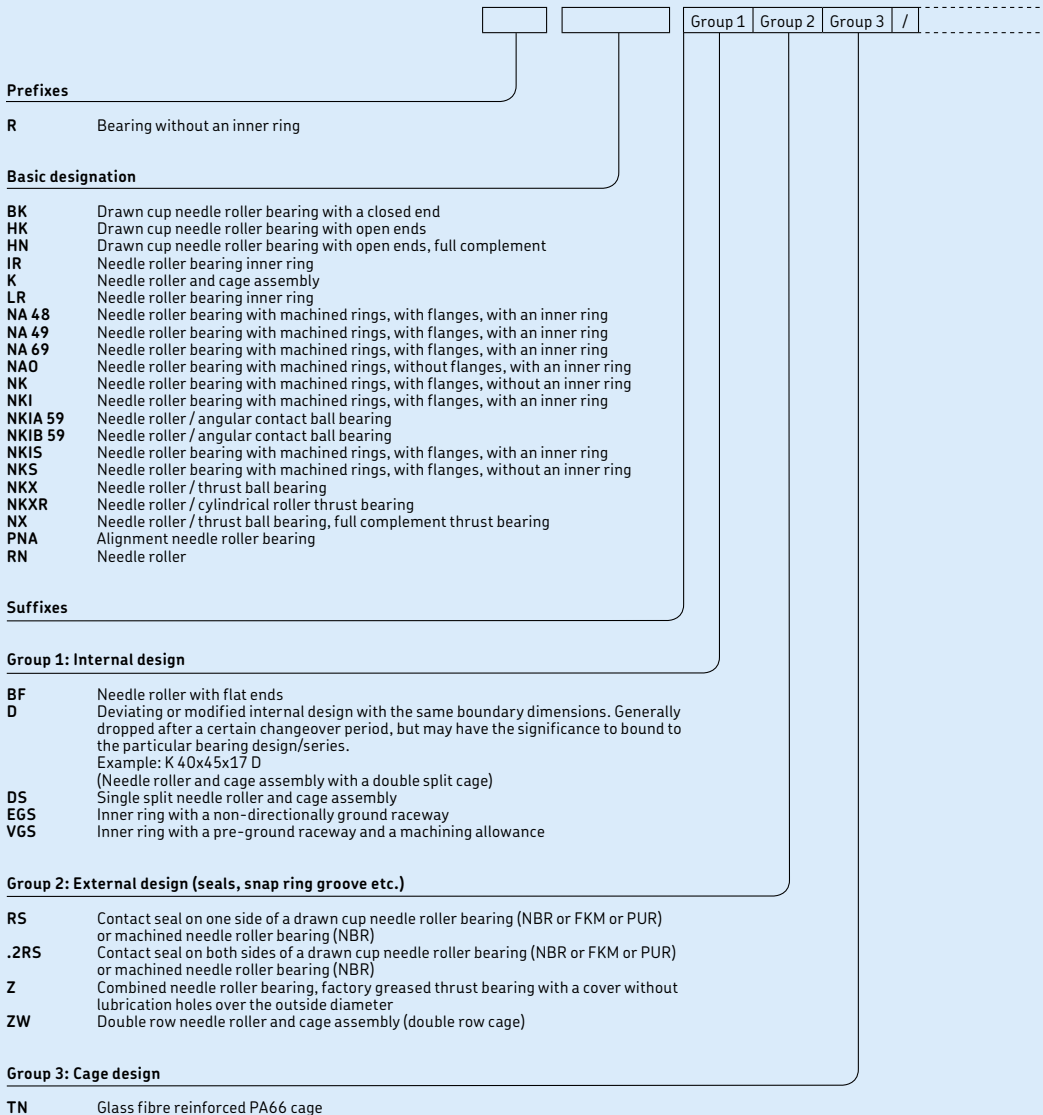 Group 1 Group 2 Group 3 /
Prefixes
R Bearing without an inner ring
Basic designation
BK Drawn cup needle roller bearing with a closed end
HK Drawn cup needle roller bearing with open ends
HN Drawn cup needle roller bearing with open ends, full complement
IR Needle roller bearing inner ring
K Needle roller and cage assembly
LR Needle roller bearing inner ring
NA 48 Needle roller bearing with machined rings, with flanges, with an inner ring
NA 49 Needle roller bearing with machined rings, with flanges, with an inner ring
NA 69 Needle roller bearing with machined rings, with flanges, with an inner ring
NAO Needle roller bearing with machined rings, without flanges, with an inner ring
NK Needle roller bearing with machined rings, with flanges, without an inner ring
NKI Needle roller bearing with machined rings, with flanges, with an inner ring
NKIA 59 Needle roller / angular contact ball bearing
NKIB 59 Needle roller / angular contact ball bearing
NKIS Needle roller bearing with machined rings, with flanges, with an inner ring
NKS Needle roller bearing with machined rings, with flanges, without an inner ring
NKX Needle roller / thrust ball bearing
NKXR Needle roller / cylindrical roller thrust bearing
NX Needle roller / thrust ball bearing, full complement thrust bearing
PNA Alignment needle roller bearing
RN Needle roller
Suffixes
Group 1: Internal design
BF Needle roller with flat ends
D Deviating or modified internal design with the same boundary dimensions. Generally
dropped after a certain changeover period, but may have the significance to bound to
the particular bearing design/series.
Example: K 40x45x17 D
(Needle roller and cage assembly with a double split cage)
DS Single split needle roller and cage assembly
EGS Inner ring with a non-directionally ground raceway
VGS Inner ring with a pre-ground raceway and a machining allowance
Group 2: External design (seals, snap ring groove etc.)
RS Contact seal on one side of a drawn cup needle roller bearing (NBR or FKM or PUR)
or machined needle roller bearing (NBR)
.2RS Contact seal on both sides of a drawn cup needle roller bearing (NBR or FKM or PUR)
or machined needle roller bearing (NBR)
Z Combined needle roller bearing, factory greased thrust bearing with a cover without
lubrication holes over the outside diameter
ZW Double row needle roller and cage assembly (double row cage)
Group 3: Cage design
TN Glass fibre reinforced PA66 cage